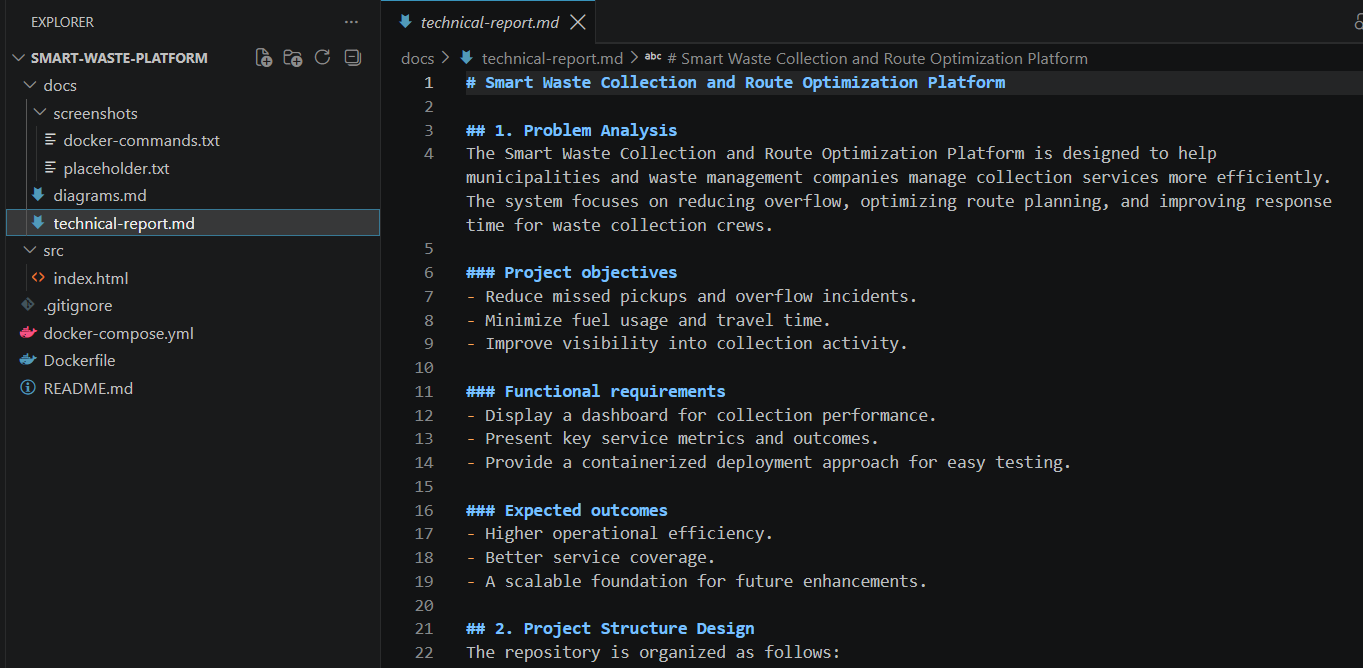 EXPLORER
SMART-WASTE-PLATFORM
docs
screenshots
docker-commands.txt
placeholder.txt
diagrams.md
technical-report.md
src
index.html
.gitignore
docker-compose.yml
Dockerfile
README.md
technical-report.md
docs > technical-report.md > abc # Smart Waste Collection and Route Optimization Platform
1 # Smart Waste Collection and Route Optimization Platform
2
3 ## 1. Problem Analysis
4 The Smart Waste Collection and Route Optimization Platform is designed to help
municipalities and waste management companies manage collection services more efficiently.
The system focuses on reducing overflow, optimizing route planning, and improving response
time for waste collection crews.
5
6 ### Project objectives
7 - Reduce missed pickups and overflow incidents.
8 - Minimize fuel usage and travel time.
9 - Improve visibility into collection activity.
10
11 ### Functional requirements
12 - Display a dashboard for collection performance.
13 - Present key service metrics and outcomes.
14 - Provide a containerized deployment approach for easy testing.
15
16 ### Expected outcomes
17 - Higher operational efficiency.
18 - Better service coverage.
19 - A scalable foundation for future enhancements.
20
21 ## 2. Project Structure Design
22 The repository is organized as follows: